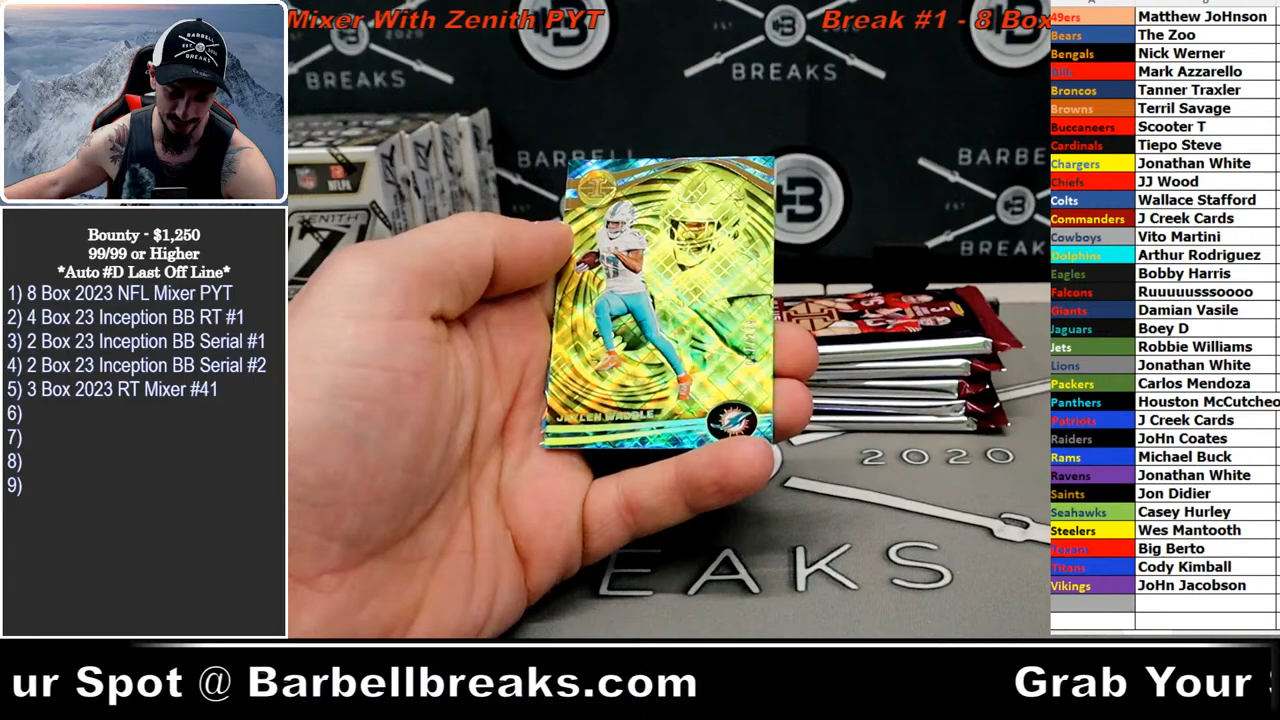 Mixer With Zenith PYT
Break #1 - 8 Box
BREAKS
BREAKS
BARBELL
BARBE
EST
2020
BREAKS
NFL
NFLPA
ZENITH
JAYLEN WADDLE
Bounty - $1,250
99/99 or Higher
*Auto #D Last Off Line*
1) 8 Box 2023 NFL Mixer PYT
2) 4 Box 23 Inception BB RT #1
3) 2 Box 23 Inception BB Serial #1
4) 2 Box 23 Inception BB Serial #2
5) 3 Box 2023 RT Mixer #41
6)
7)
8)
9)
49ers Matthew JoHnson
Bears The Zoo
Bengals Nick Werner
Bills Mark Azzarello
Broncos Tanner Traxler
Browns Terril Savage
Buccaneers Scooter T
Cardinals Tiepo Steve
Chargers Jonathan White
Chiefs JJ Wood
Colts Wallace Stafford
Commanders J Creek Cards
Cowboys Vito Martini
Dolphins Arthur Rodriguez
Eagles Bobby Harris
Falcons Ruuuuusssoooo
Giants Damian Vasile
Jaguars Boey D
Jets Robbie Williams
Lions Jonathan White
Packers Carlos Mendoza
Panthers Houston McCutcheo
Patriots J Creek Cards
Raiders JoHn Coates
Rams Michael Buck
Ravens Jonathan White
Saints Jon Didier
Seahawks Casey Hurley
Steelers Wes Mantooth
Texans Big Berto
Titans Cody Kimball
Vikings JoHn Jacobson
ur Spot @ Barbellbreaks.com
Grab Your